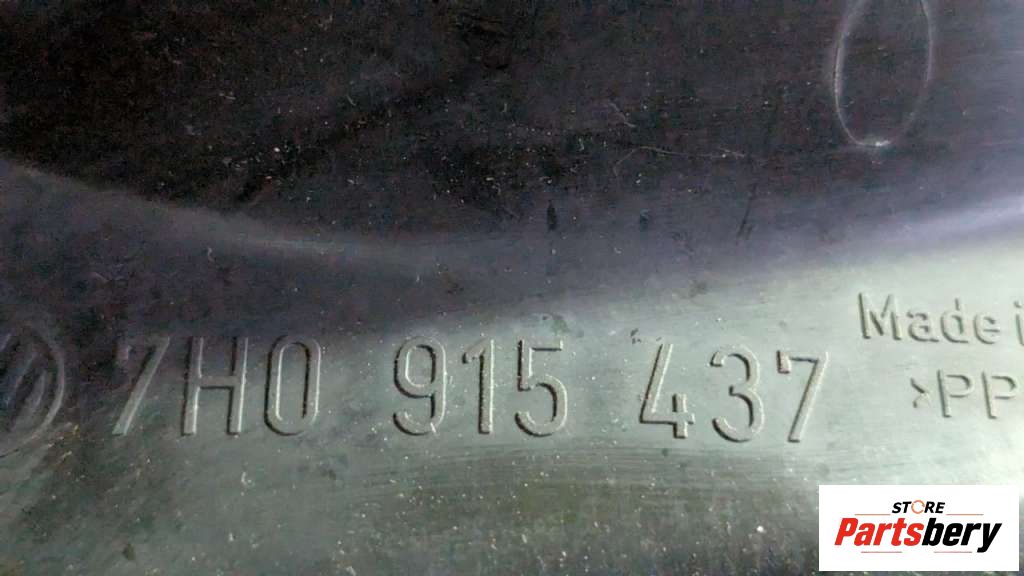 Made i
7H0 915 437
>PP
STORE
Partsbery